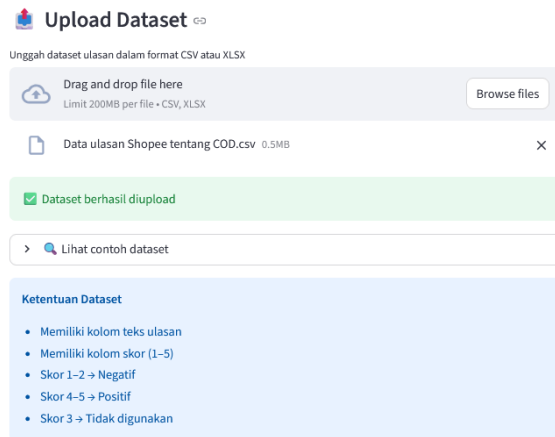 Upload Dataset
Unggah dataset ulasan dalam format CSV atau XLSX
Drag and drop file here
Limit 200MB per file • CSV, XLSX
Browse files
Data ulasan Shopee tentang COD.csv 0.5MB
Dataset berhasil diupload
Lihat contoh dataset
Ketentuan Dataset
• Memiliki kolom teks ulasan
• Memiliki kolom skor (1–5)
• Skor 1–2 → Negatif
• Skor 4–5 → Positif
• Skor 3 → Tidak digunakan